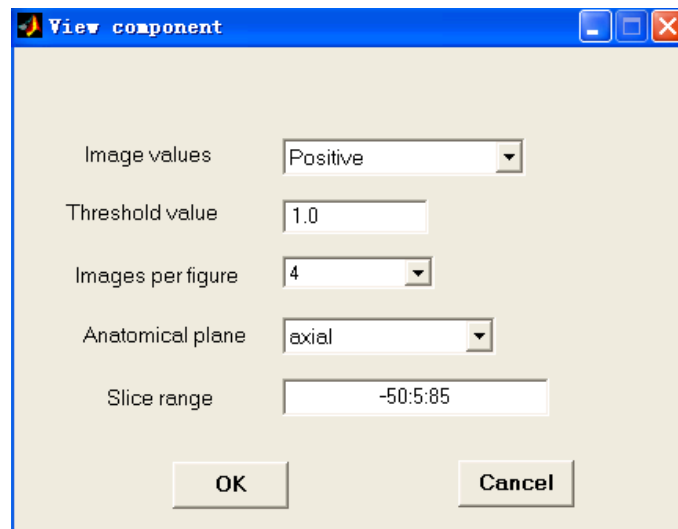 View component
Image values Positive
Threshold value 1.0
Images per figure 4
Anatomical plane axial
Slice range -50:5:85
OK Cancel